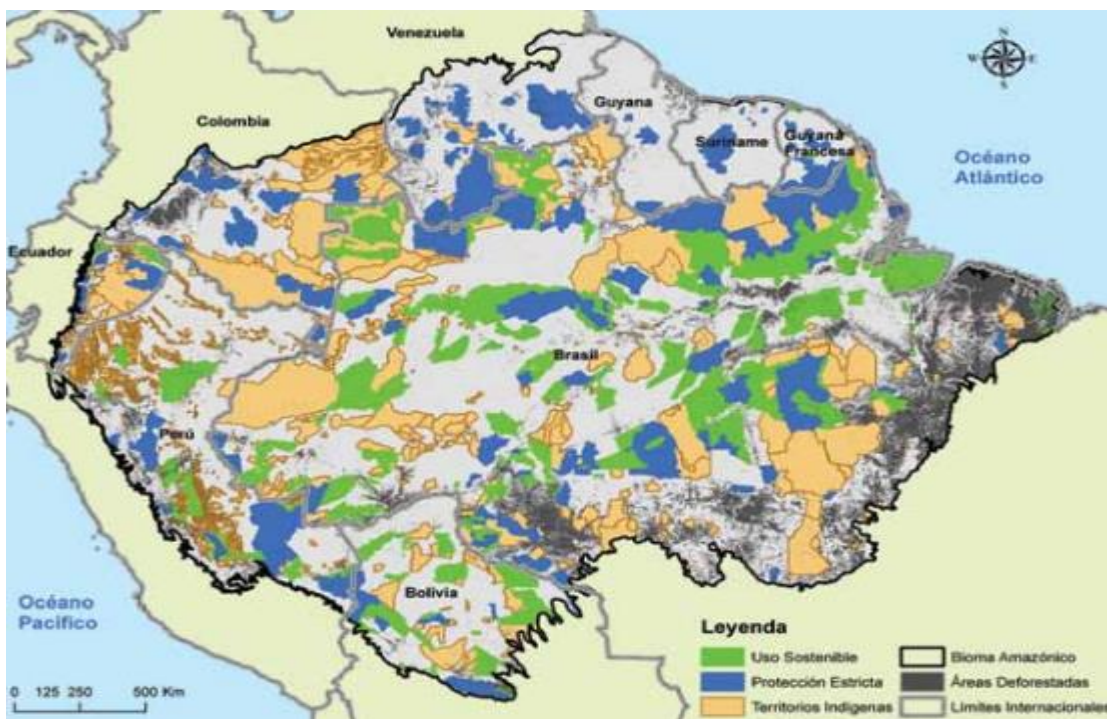 Venezuela
N
W
E
S
Guyana
Colombia
Suriname
Guyana
Francesa
Océano
Atlántico
Ecuador
Brasil
Perú
Bolivia
Océano
Pacífico
Leyenda
Uso Sostenible
Bioma Amazónico
Protección Estricta
Áreas Deforestadas
Territorios Indígenas
Límites Internacionales
0 125 250 500 Km